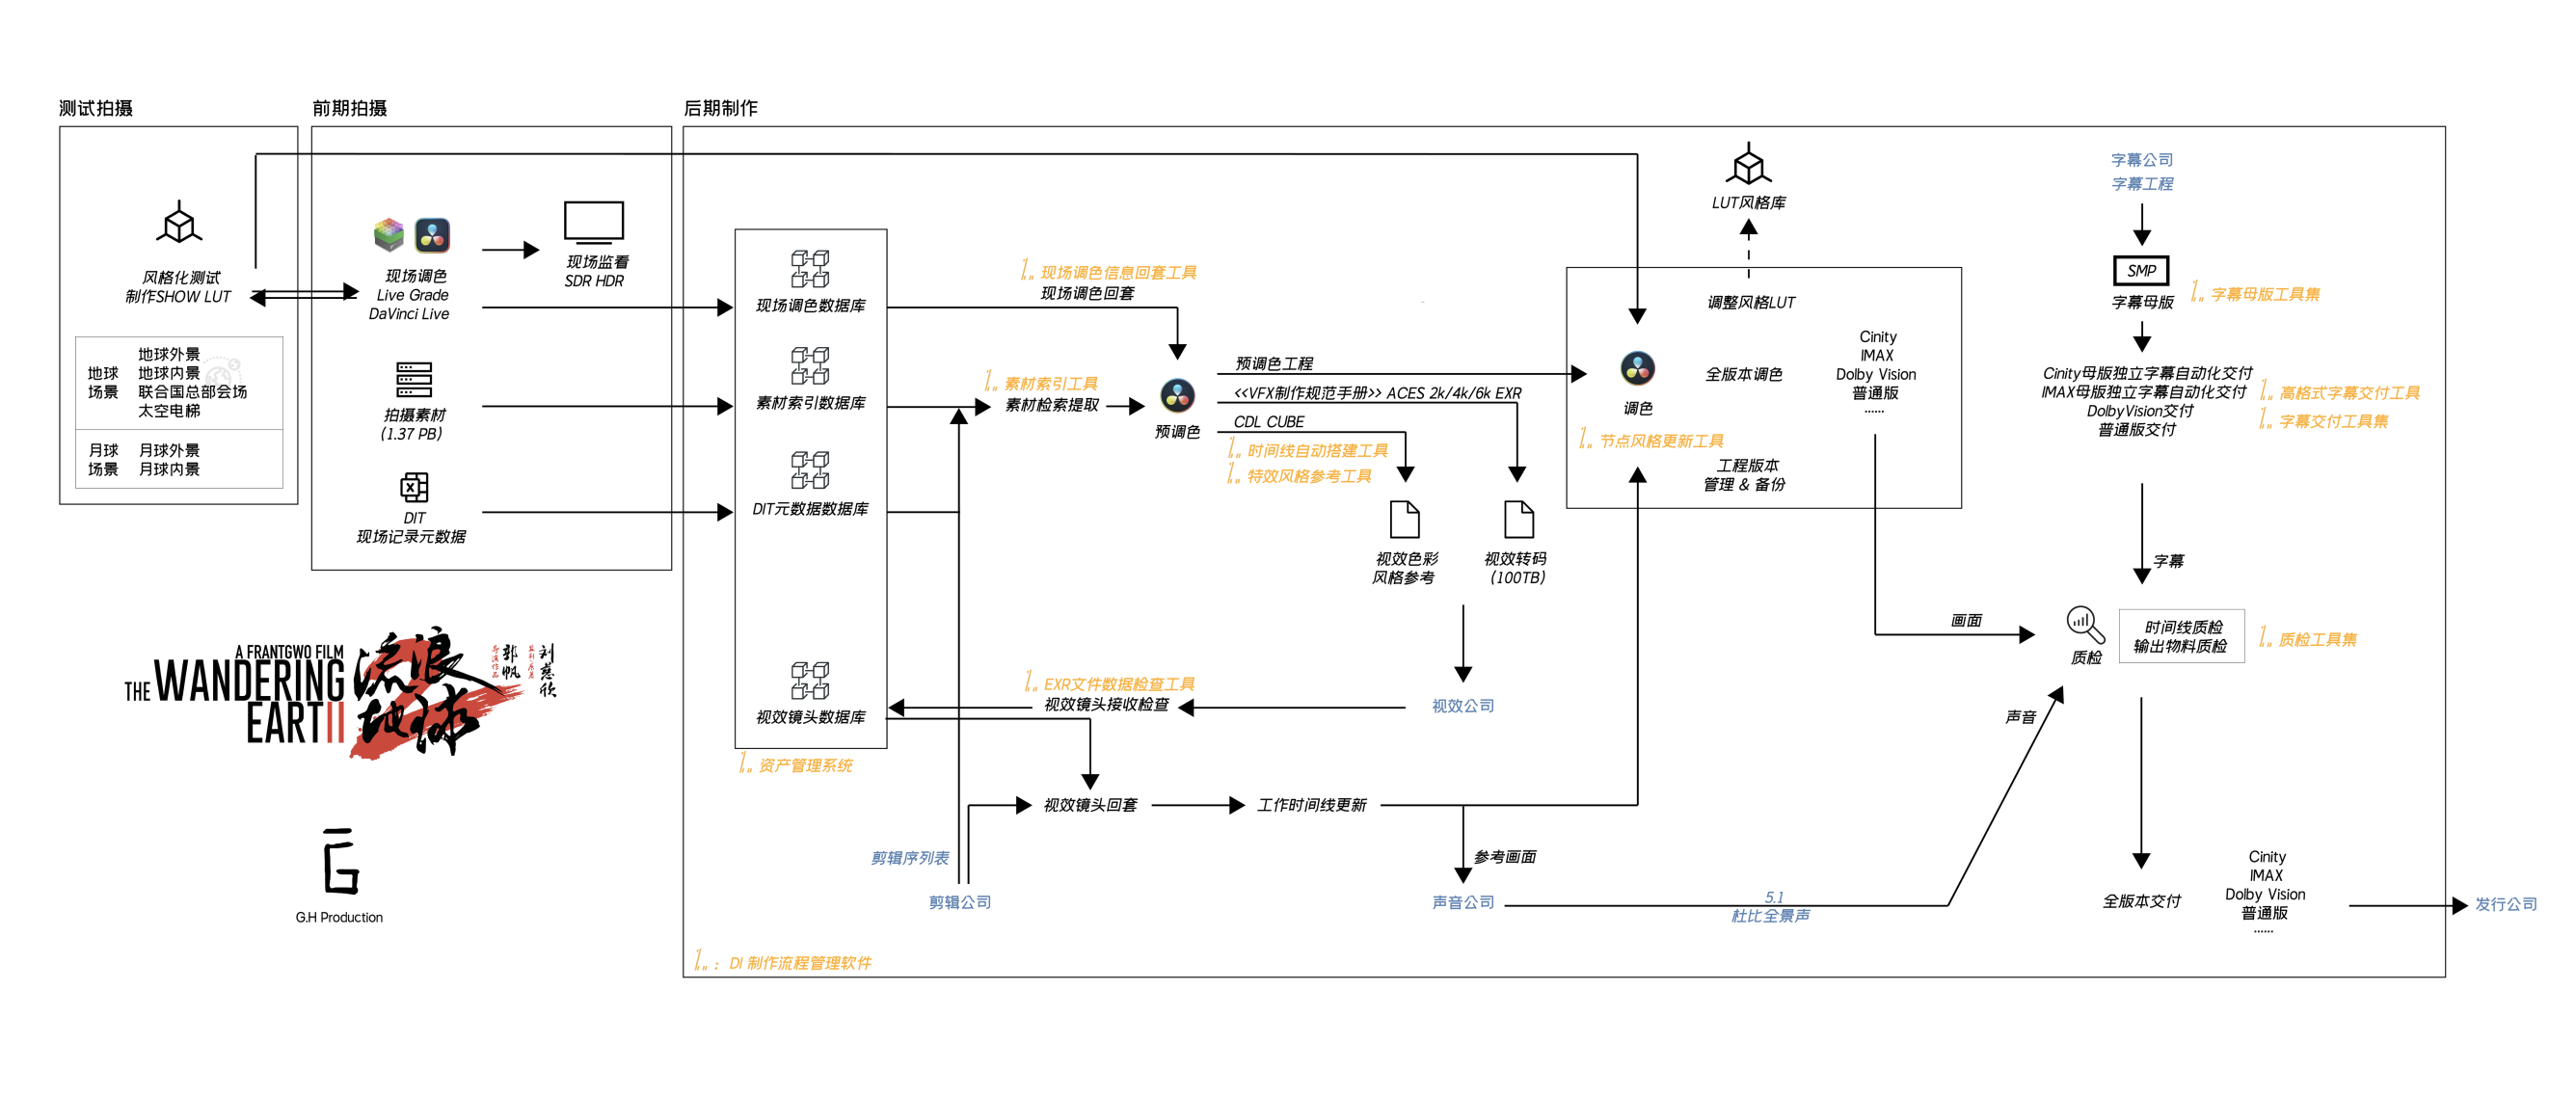 测试拍摄
前期拍摄
后期制作
风格化测试
制作SHOW LUT
地球
场景
地球外景
地球内景
联合国总部会场
太空电梯
月球
场景
月球外景
月球内景
现场调色
Live Grade
DaVinci Live
现场监看
SDR HDR
拍摄素材
(1.37 PB)
DIT
现场记录元数据
现场调色数据库
素材索引数据库
DIT元数据数据库
视效镜头数据库
资产管理系统
现场调色信息回套工具
现场调色回套
素材索引工具
素材检索提取
预调色
预调色工程
<<VFX制作规范手册>> ACES 2k/4k/6k EXR
CDL CUBE
时间线自动搭建工具
特效风格参考工具
视效色彩
风格参考
视效转码
(100TB)
视效公司
EXR文件数据检查工具
视效镜头接收检查
视效镜头回套
工作时间线更新
剪辑序列表
剪辑公司
参考画面
声音公司
5.1
杜比全景声
LUT风格库
调整风格LUT
全版本调色
调色
节点风格更新工具
工程版本
管理 & 备份
Cinity
IMAX
Dolby Vision
普通版
......
字幕公司
字幕工程
SMP
字幕母版
字幕母版工具集
Cinity母版独立字幕自动化交付
IMAX母版独立字幕自动化交付
DolbyVision交付
普通版交付
高格式字幕交付工具
字幕交付工具集
字幕
画面
声音
质检
时间线质检
输出物料质检
质检工具集
全版本交付
Cinity
IMAX
Dolby Vision
普通版
......
发行公司
: DI 制作流程管理软件
A FRANTGWO FILM
THE WANDERING
EARTII
流浪
地球
导演作品
郭帆
刘慈欣
G.H Production